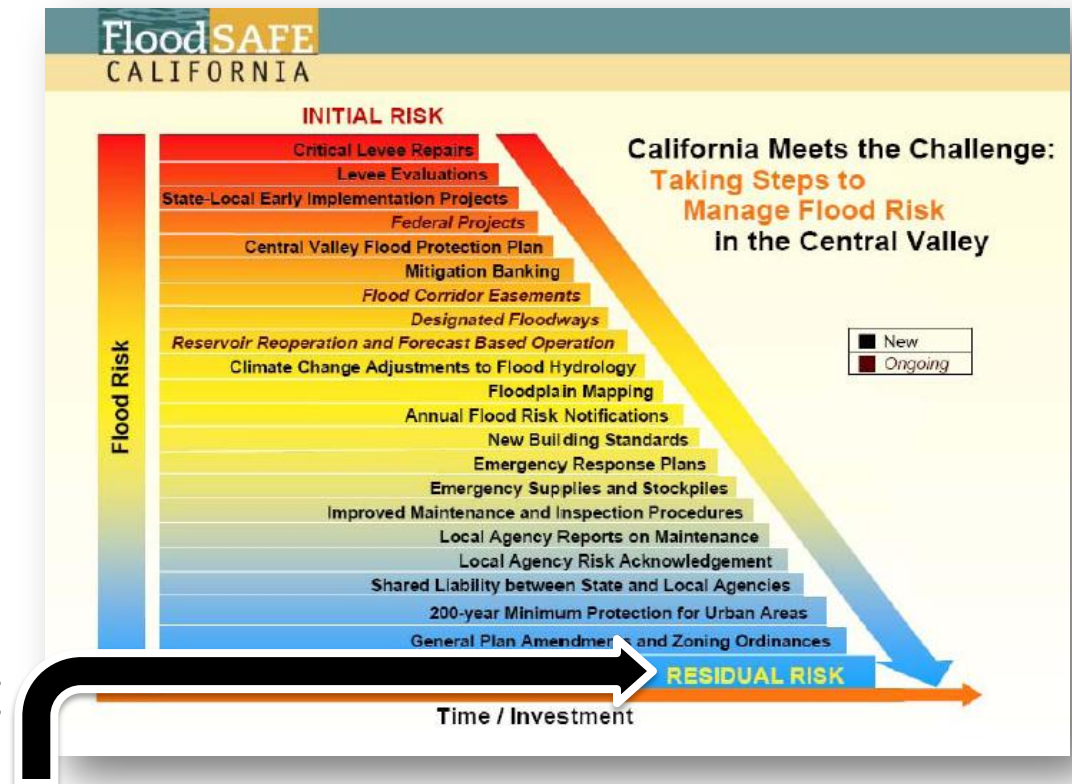 FloodSAFE
CALIFORNIA
INITIAL RISK
Critical Levee Repairs
Levee Evaluations
State-Local Early Implementation Projects
Federal Projects
Central Valley Flood Protection Plan
Mitigation Banking
Flood Corridor Easements
Designated Floodways
Reservoir Reoperation and Forecast Based Operation
Climate Change Adjustments to Flood Hydrology
Floodplain Mapping
Annual Flood Risk Notifications
New Building Standards
Emergency Response Plans
Emergency Supplies and Stockpiles
Improved Maintenance and Inspection Procedures
Local Agency Reports on Maintenance
Local Agency Risk Acknowledgement
Shared Liability between State and Local Agencies
200-year Minimum Protection for Urban Areas
General Plan Amendments and Zoning Ordinances
RESIDUAL RISK
Flood Risk
Time / Investment
California Meets the Challenge:
Taking Steps to
Manage Flood Risk
in the Central Valley
New
Ongoing